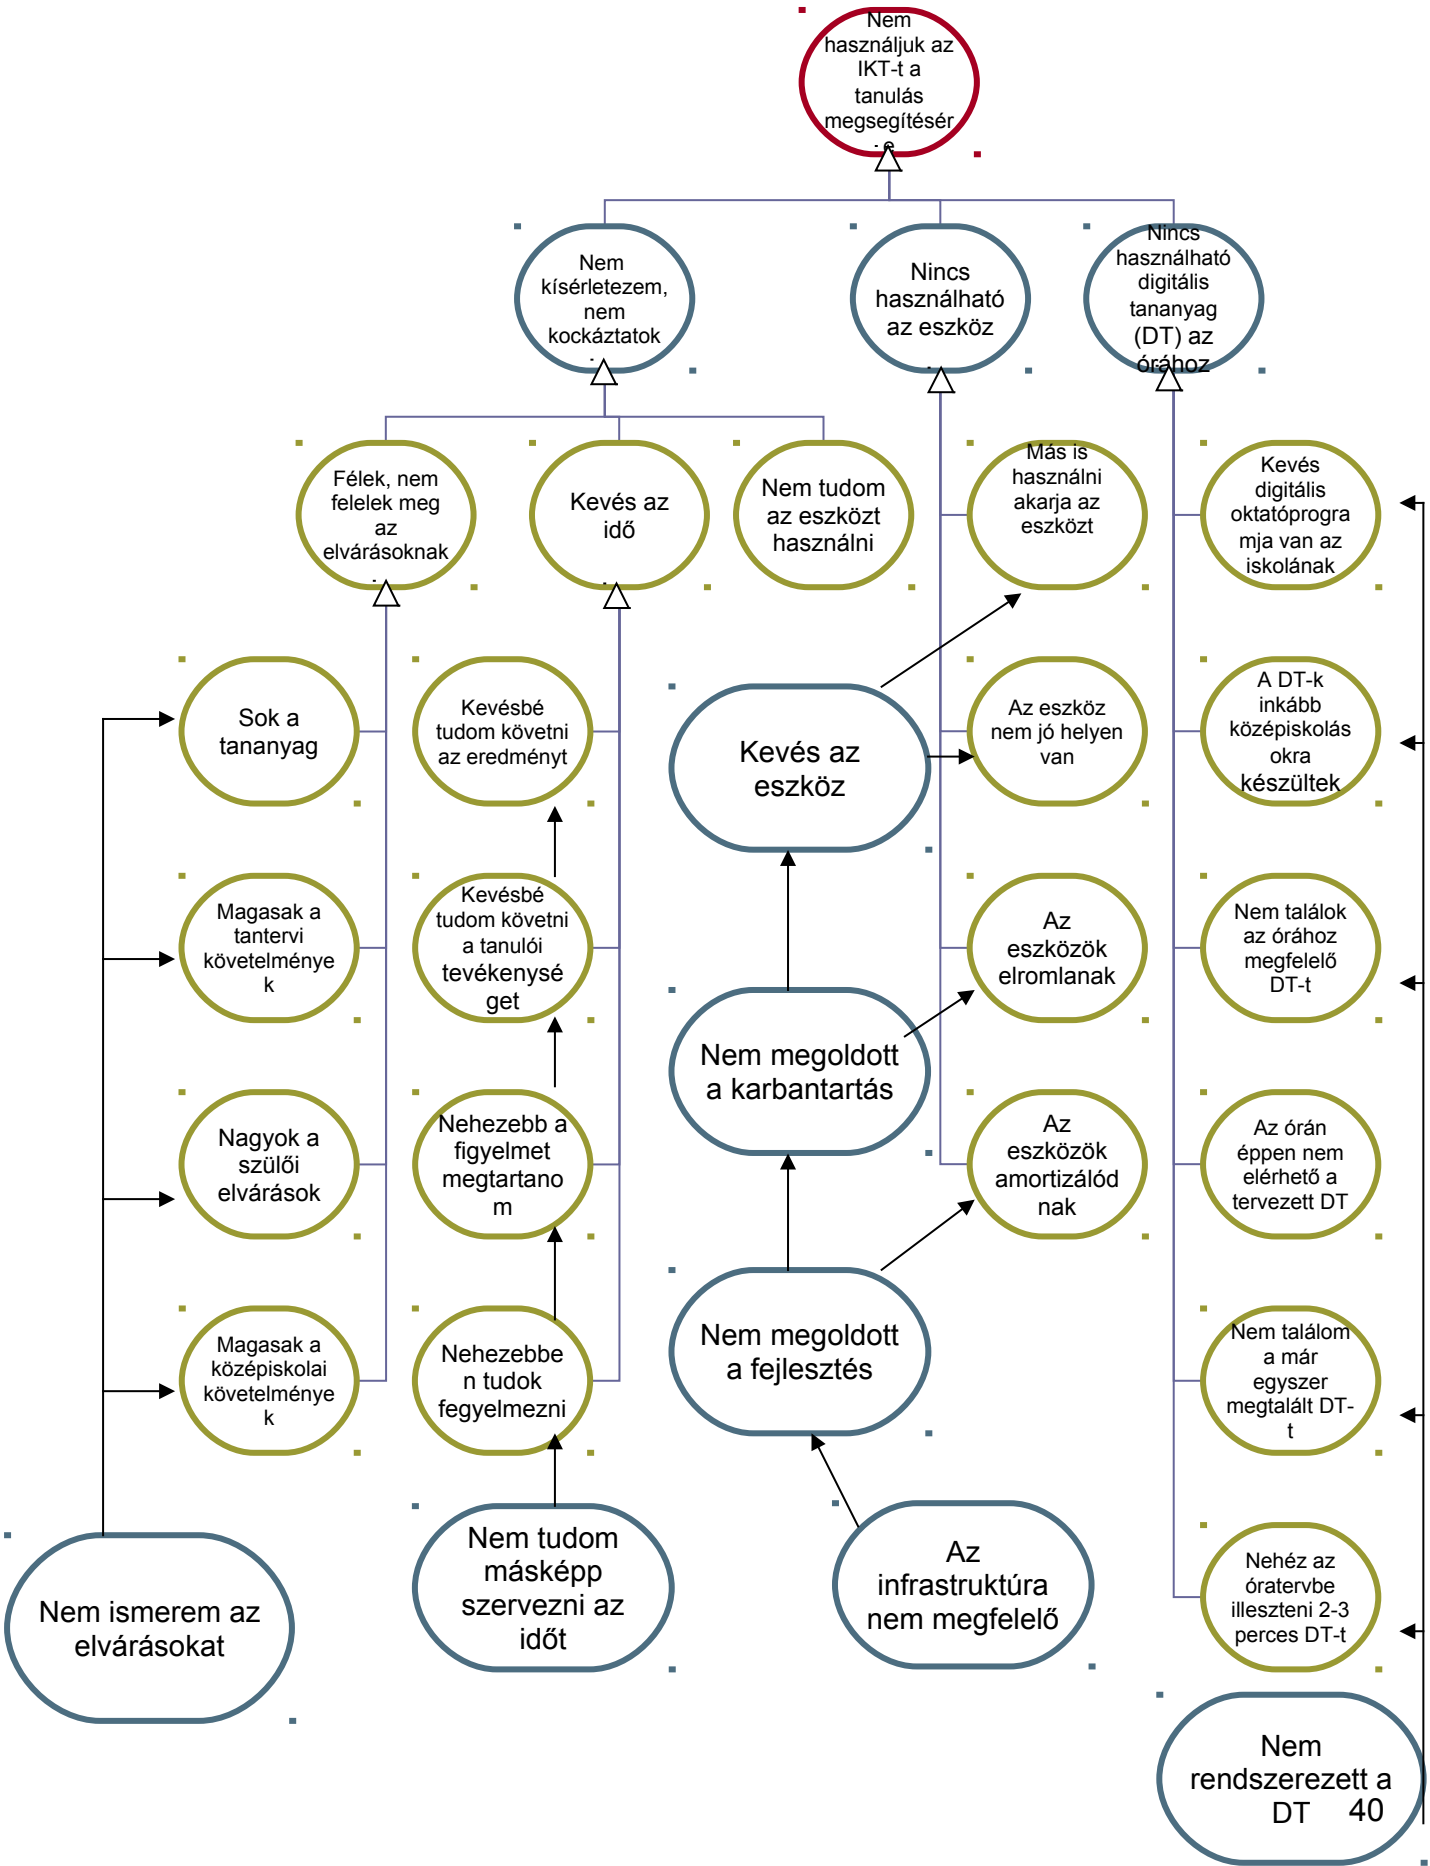 Nem
használjuk az
IKT-t a
tanulás
megsegítésér
e
Nem
kísérletezem,
nem
kockáztatok
Nincs
használható
az eszköz
Nincs
használható
digitális
tananyag
(DT) az
órához
Félek, nem
felelek meg
az
elvárásoknak
Kevés az
idő
Nem tudom
az eszközt
használni
Más is
használni
akarja az
eszközt
Kevés
digitális
oktatóprogra
mja van az
iskolának
Sok a
tananyag
Kevésbé
tudom követni
az eredményt
Kevés az
eszköz
Az eszköz
nem jó helyen
van
A DT-k
inkább
középiskolás
okra
készültek
Magasak a
tantervi
követelménye
k
Kevésbé
tudom követni
a tanulói
tevékenysé
get
Nem megoldott
a karbantartás
Az
eszközök
elromlanak
Nem találok
az órához
megfelelő
DT-t
Nagyok a
szülői
elvárások
Nehezebb a
figyelmet
megtartano
m
Az
eszközök
amortizálód
nak
Az órán
éppen nem
elérhető a
tervezett DT
Magasak a
középiskolai
követelménye
k
Nehezebbe
n tudok
fegyelmezni
Nem megoldott
a fejlesztés
Nem találom
a már
egyszer
megtalált DT-
t
Nem ismerem az
elvárásokat
Nem tudom
másképp
szervezni az
időt
Az
infrastruktúra
nem megfelelő
Nehéz az
óratervbe
illeszteni 2-3
perces DT-t
Nem
rendszerezett a
DT
40